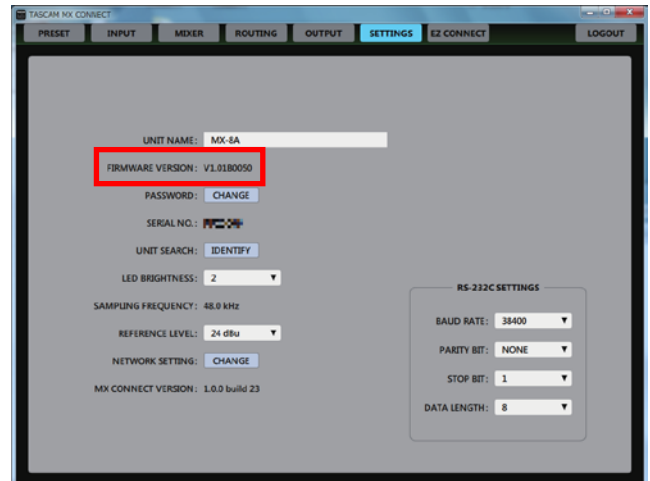 TASCAM MX CONNECT
PRESET INPUT MIXER ROUTING OUTPUT SETTINGS EZ CONNECT LOGOUT
UNIT NAME: MX-8A
FIRMWARE VERSION: V1.01B0050
PASSWORD: CHANGE
SERIAL NO.:
UNIT SEARCH: IDENTIFY
LED BRIGHTNESS: 2
SAMPLING FREQUENCY: 48.0 kHz
REFERENCE LEVEL: 24 dBu
NETWORK SETTING: CHANGE
MX CONNECT VERSION: 1.0.0 build 23
RS-232C SETTINGS
BAUD RATE: 38400
PARITY BIT: NONE
STOP BIT: 1
DATA LENGTH: 8